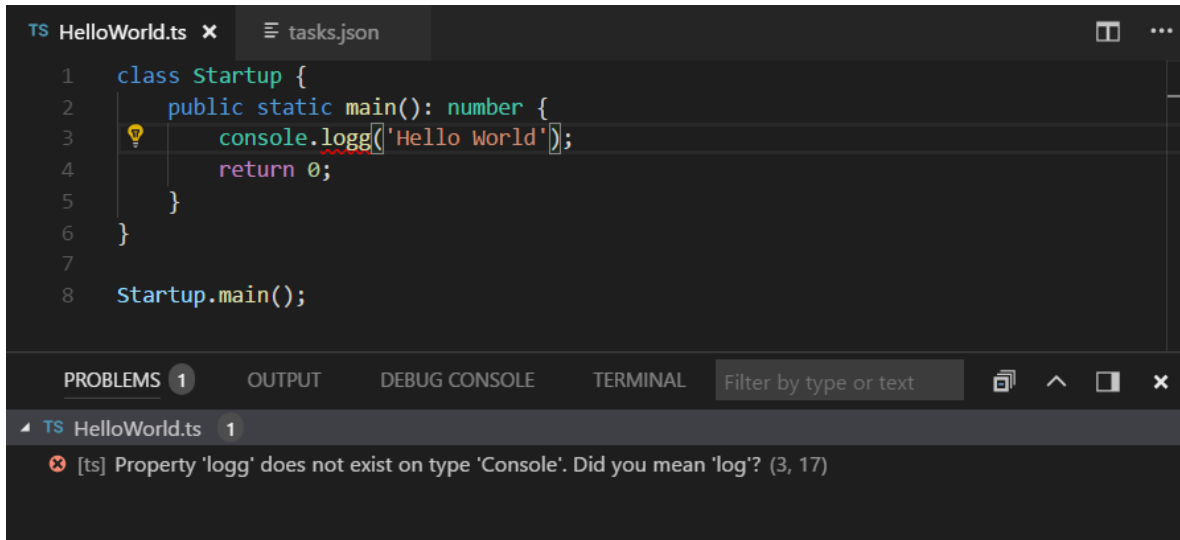 TS HelloWorld.ts × tasks.json
1 class Startup {
2 public static main(): number {
3 console.logg('Hello World');
4 return 0;
5 }
6 }
7
8 Startup.main();
PROBLEMS 1 OUTPUT DEBUG CONSOLE TERMINAL Filter by type or text
TS HelloWorld.ts 1
[ts] Property 'logg' does not exist on type 'Console'. Did you mean 'log'? (3, 17)